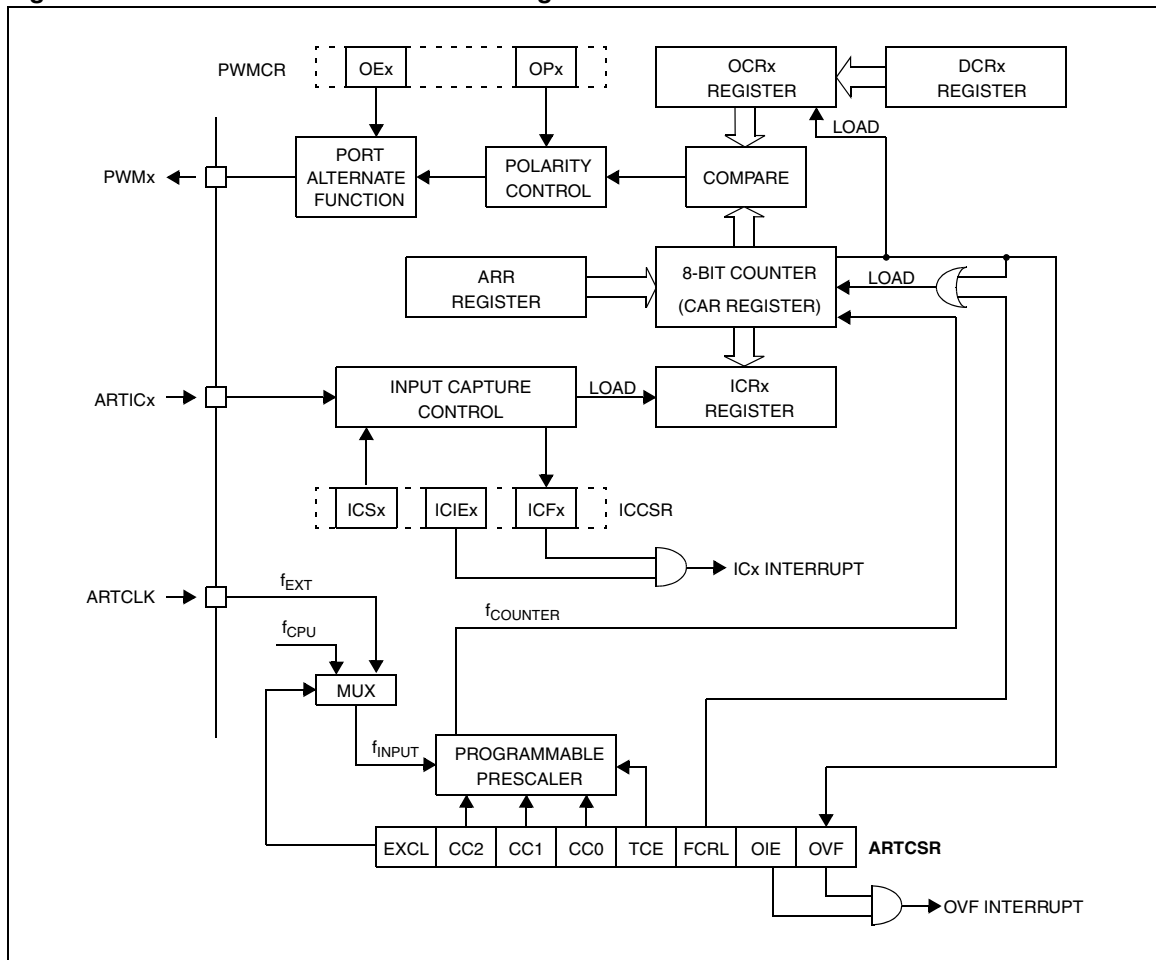 PWMCR
OEx
OPx
OCRx
REGISTER
DCRx
REGISTER
LOAD
PWMx
PORT
ALTERNATE
FUNCTION
POLARITY
CONTROL
COMPARE
ARR
REGISTER
8-BIT COUNTER
(CAR REGISTER)
LOAD
ARTICx
INPUT CAPTURE
CONTROL
LOAD
ICRx
REGISTER
ICSx
ICIEx
ICFx
ICCSR
ICx INTERRUPT
ARTCLK
fEXT
fCPU
fCOUNTER
MUX
fINPUT
PROGRAMMABLE
PRESCALER
EXCL
CC2
CC1
CC0
TCE
FCRL
OIE
OVF
ARTCSR
OVF INTERRUPT